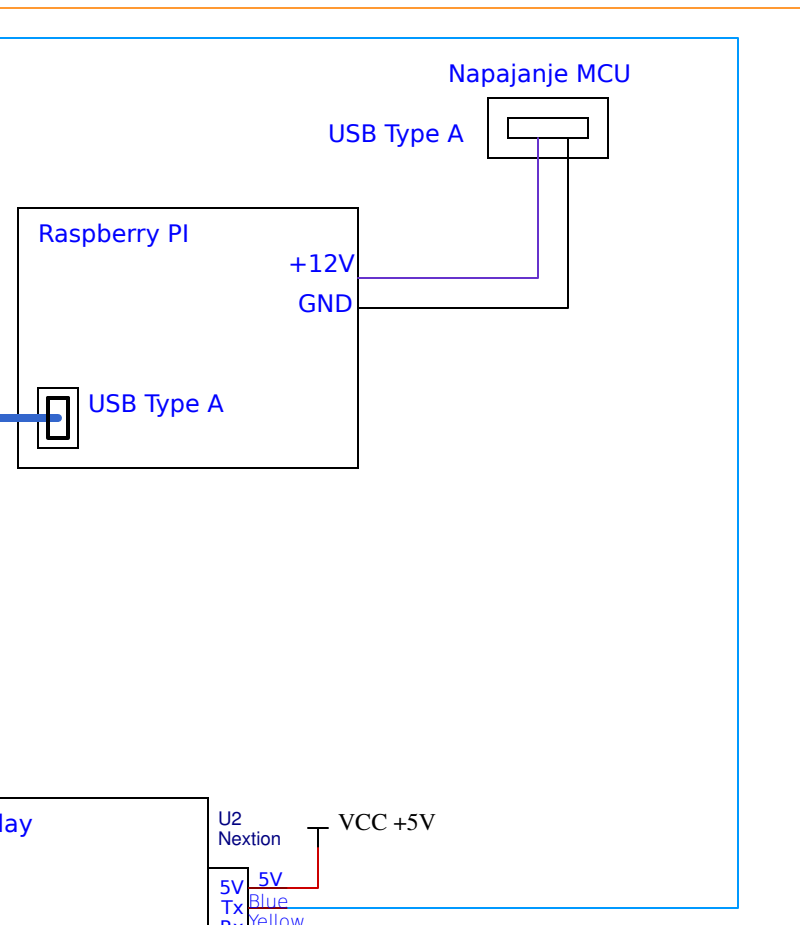 Napajanje MCU
USB Type A
Raspberry PI
+12V
GND
USB Type A
lay
U2
Nextion
VCC +5V
5V
5V
Blue
Tx
Yellow
Rx